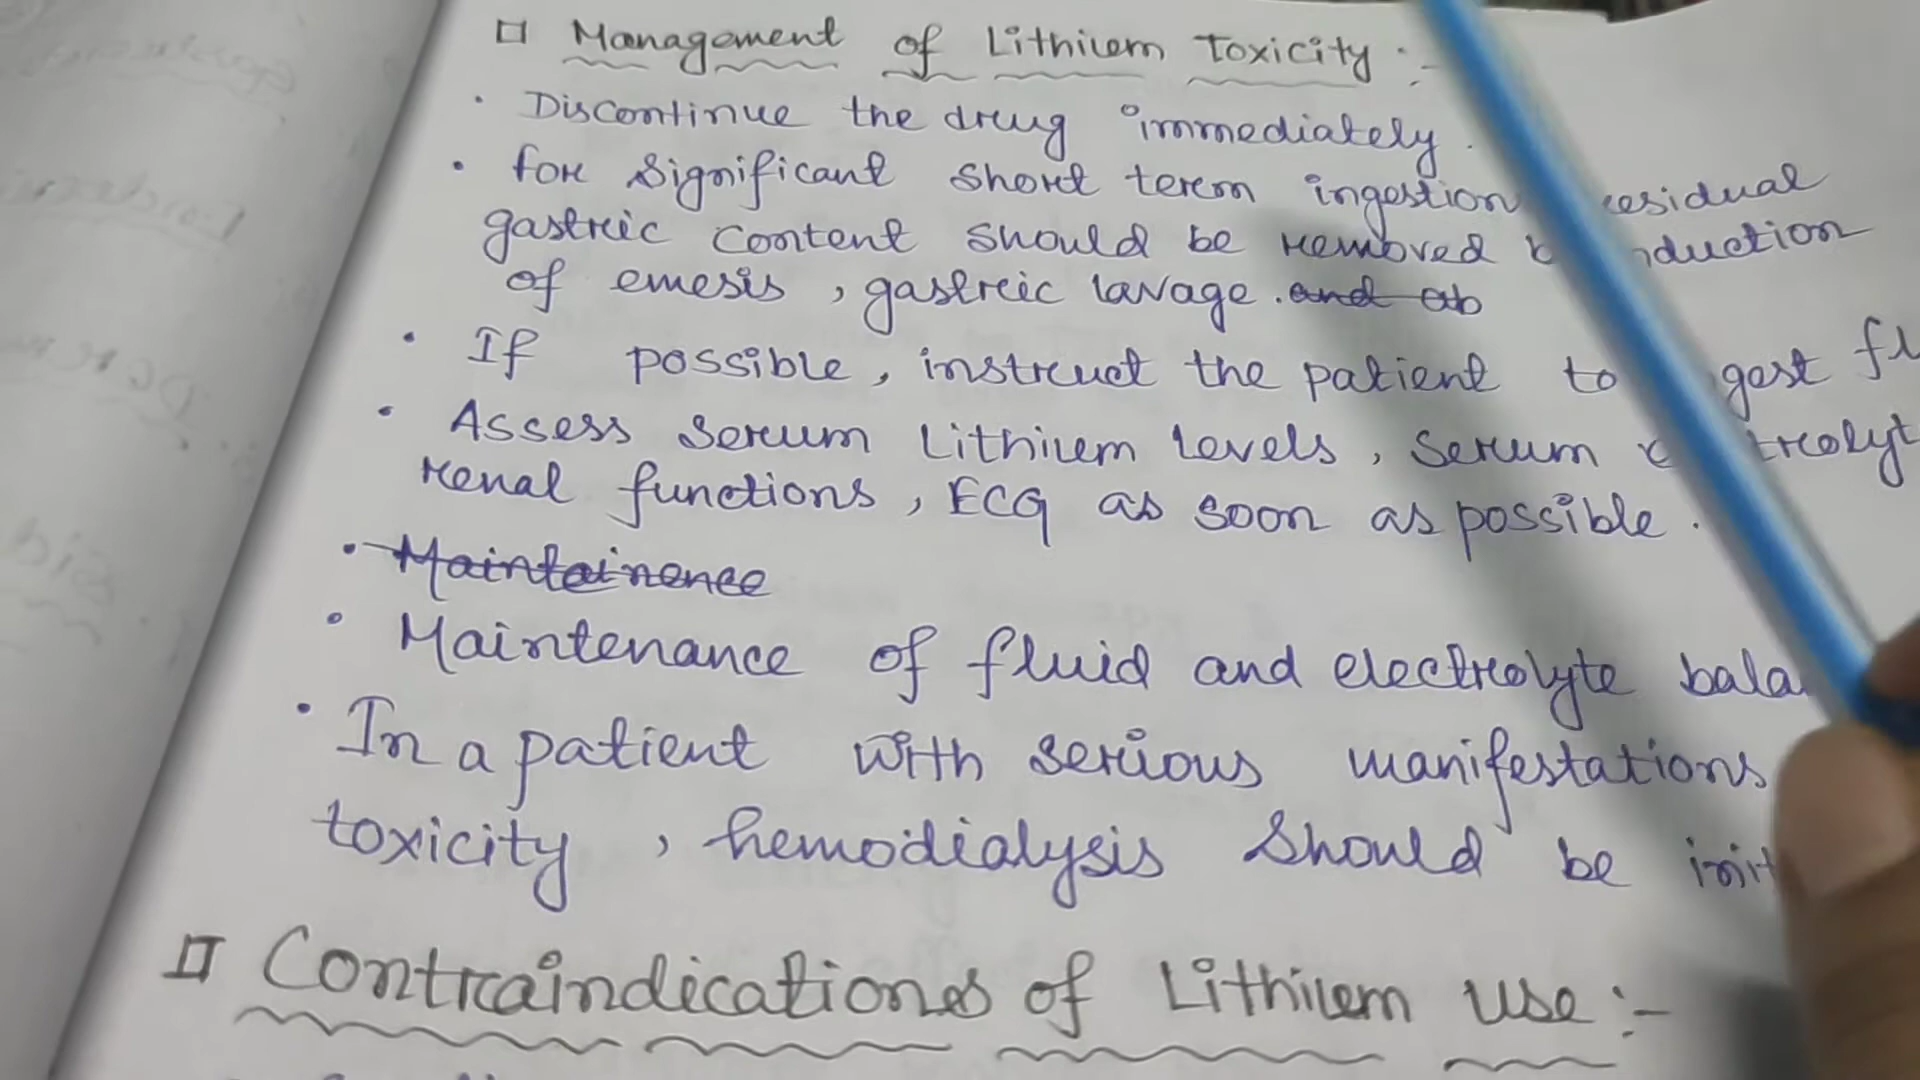 Management of Lithium Toxicity :-
• Discontinue the drug immediately.
• for significant short term ingestion residual
gastric content should be removed induction
of emesis, gastric lavage. and ab
• If possible, instruct the patient to
• Assess serum Lithium levels, serum
renal functions, ECG as soon as possible.
• Maintainence
• Maintenance of fluid and electrolyte
• In a patient with serious manifestations
toxicity, hemodialysis should be
Contraindications of Lithium use :-